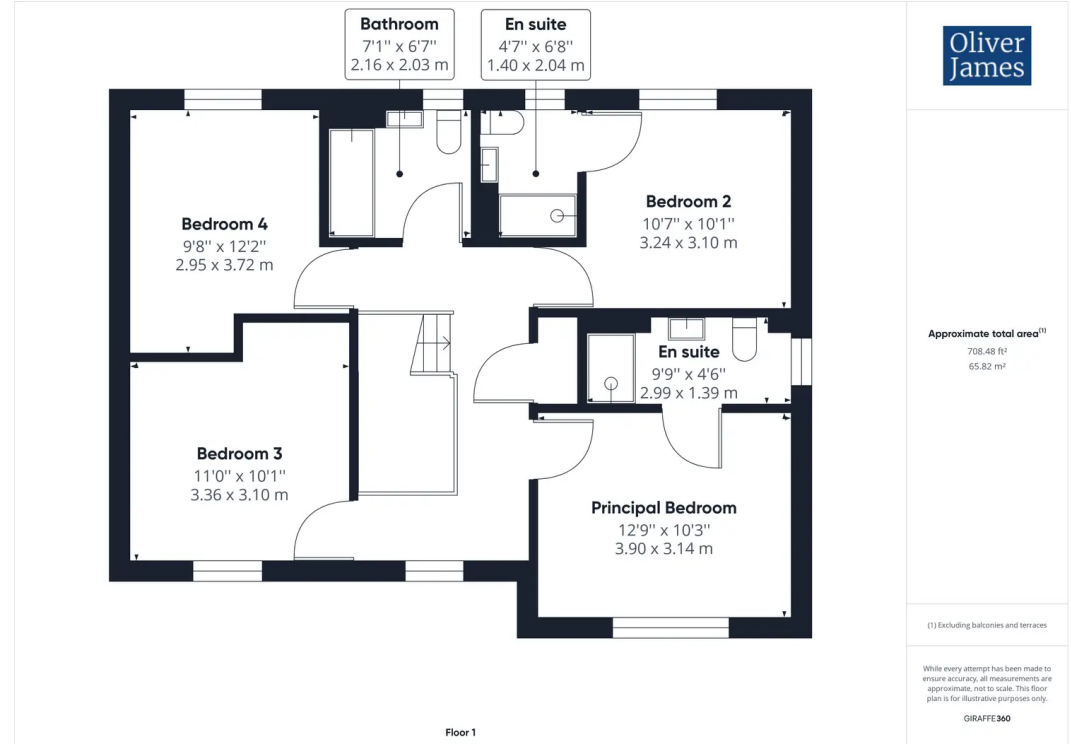 Bathroom
7'1'' x 6'7''
2.16 x 2.03 m
En suite
4'7'' x 6'8''
1.40 x 2.04 m
Bedroom 4
9'8'' x 12'2''
2.95 x 3.72 m
Bedroom 2
10'7'' x 10'1''
3.24 x 3.10 m
En suite
9'9'' x 4'6''
2.99 x 1.39 m
Bedroom 3
11'0'' x 10'1''
3.36 x 3.10 m
Principal Bedroom
12'9'' x 10'3''
3.90 x 3.14 m
Floor 1
Oliver
James
Approximate total area(1)
708.48 ft²
65.82 m²
(1) Excluding balconies and terraces
While every attempt has been made to
ensure accuracy, all measurements are
approximate, not to scale. This floor
plan is for illustrative purposes only.
GIRAFFE360